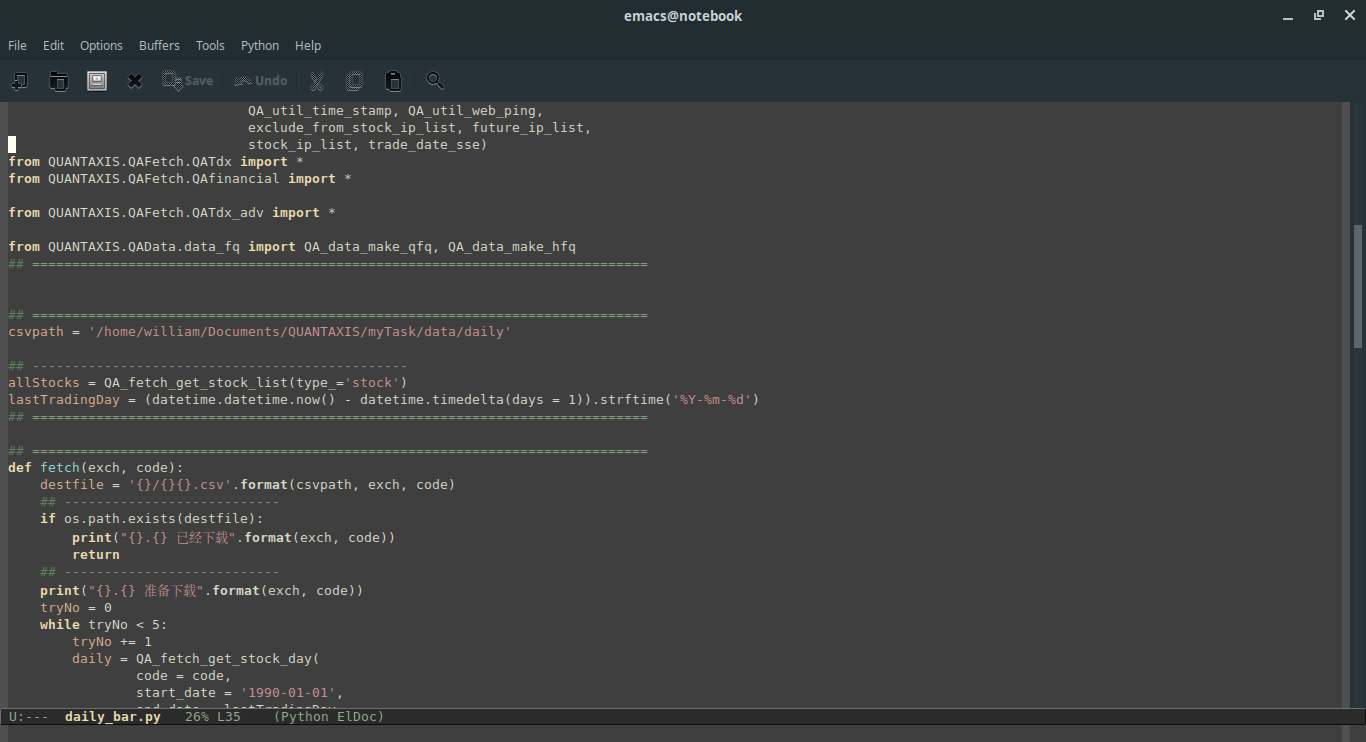 emacs@notebook
File Edit Options Buffers Tools Python Help
Save Undo
QA_util_time_stamp, QA_util_web_ping,
exclude_from_stock_ip_list, future_ip_list,
stock_ip_list, trade_date_sse)
from QUANTAXIS.QAFetch.QATdx import *
from QUANTAXIS.QAFetch.QAfinancial import *
from QUANTAXIS.QAFetch.QATdx_adv import *
from QUANTAXIS.QAData.data_fq import QA_data_make_qfq, QA_data_make_hfq
## =============================================================================
## =============================================================================
csvpath = '/home/william/Documents/QUANTAXIS/myTask/data/daily'
## -----------------------------------------------
allStocks = QA_fetch_get_stock_list(type_='stock')
lastTradingDay = (datetime.datetime.now() - datetime.timedelta(days = 1)).strftime('%Y-%m-%d')
## =============================================================================
## =============================================================================
def fetch(exch, code):
    destfile = '{}/{}{}.csv'.format(csvpath, exch, code)
    ## ---------------------------
    if os.path.exists(destfile):
        print("{}.{} 已经下载".format(exch, code))
        return
    ## ---------------------------
    print("{}.{} 准备下载".format(exch, code))
    tryNo = 0
    while tryNo < 5:
        tryNo += 1
        daily = QA_fetch_get_stock_day(
                code = code,
                start_date = '1990-01-01',
                end_date = lastTradingDay,
U:--- daily_bar.py 26% L35 (Python ElDoc)